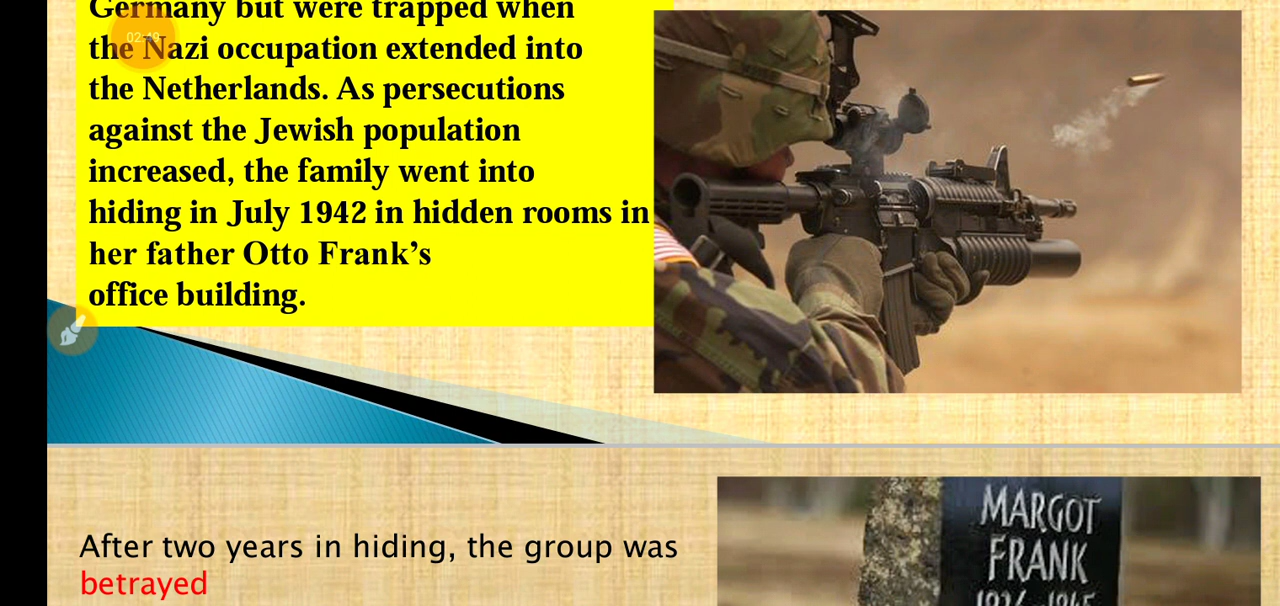 Germany but were trapped when
02:49
the Nazi occupation extended into
the Netherlands. As persecutions
against the Jewish population
increased, the family went into
hiding in July 1942 in hidden rooms in
her father Otto Frank’s
office building.
After two years in hiding, the group was
betrayed
MARGOT
FRANK